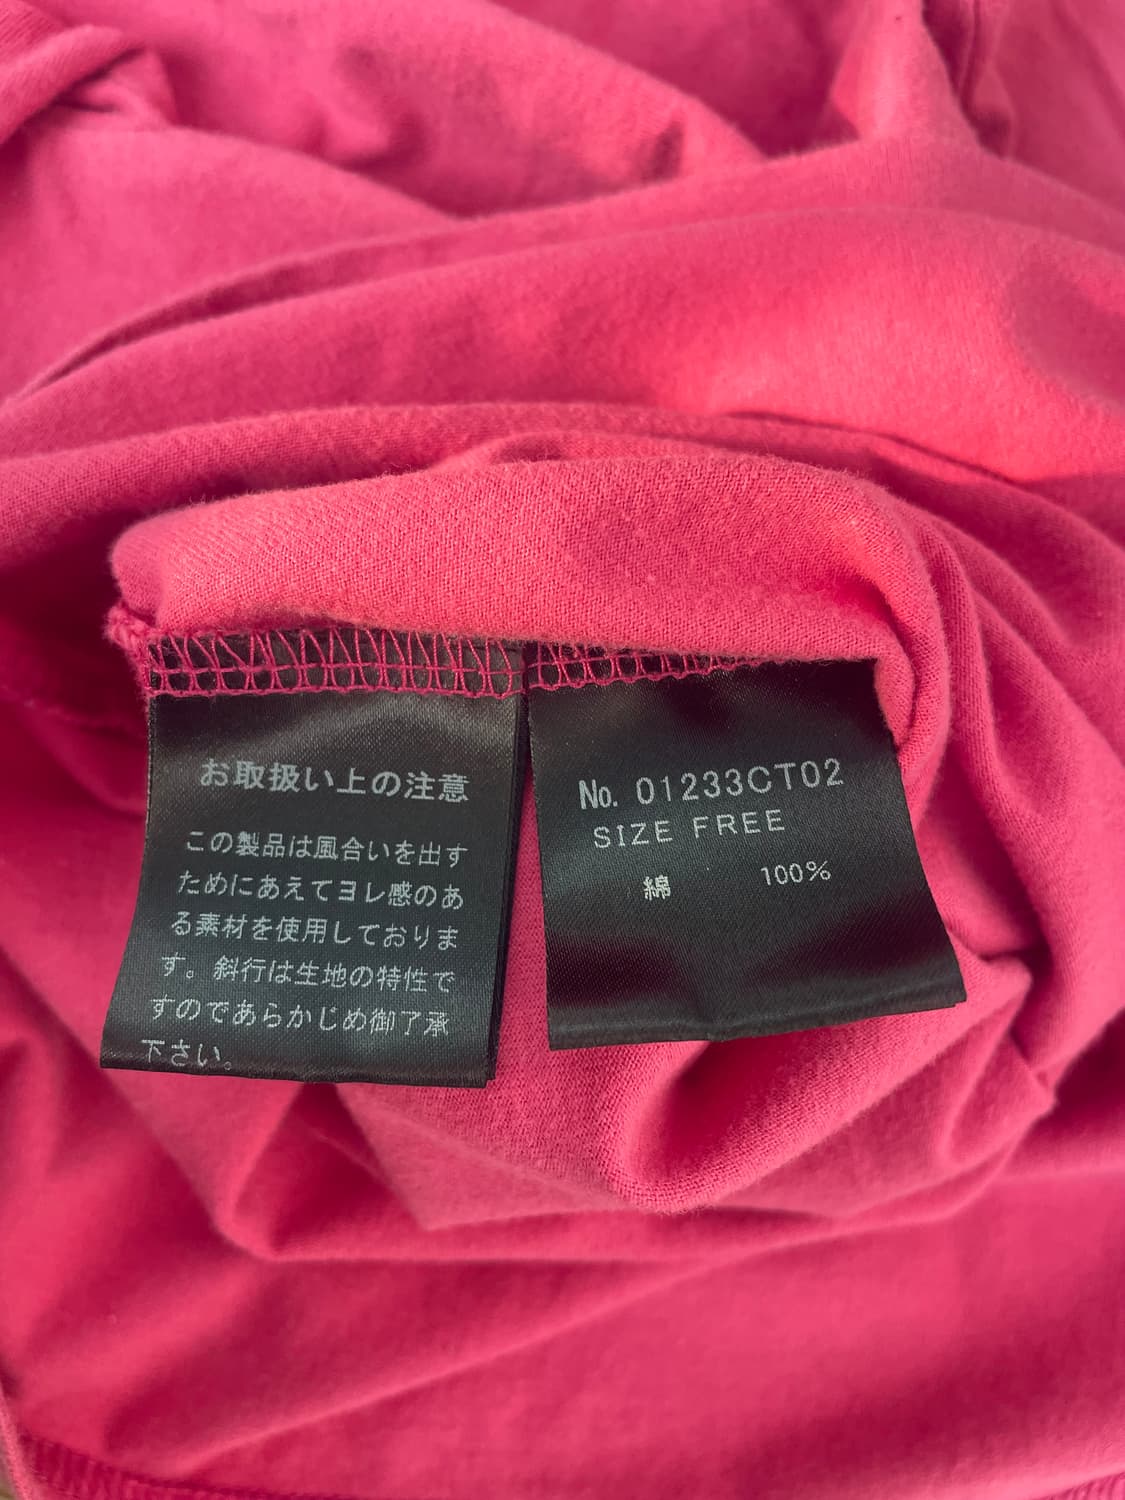 お取扱い上の注意
この製品は風合いを出す
ためにあえてヨレ感のあ
る素材を使用しておりま
す。斜行は生地の特性で
すのであらかじめ御了承
下さい。
No. 01233CT02
SIZE FREE
綿 100%